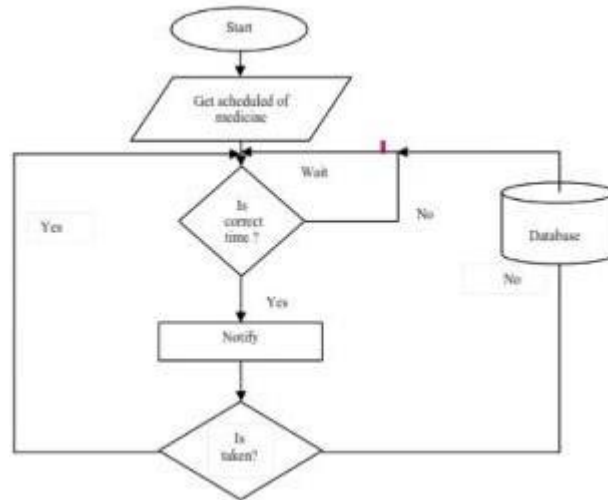 Start
Get scheduled of
medicine
Wait
Is
correct
time ?
No
Yes
Database
Yes
No
Notify
Is
taken?